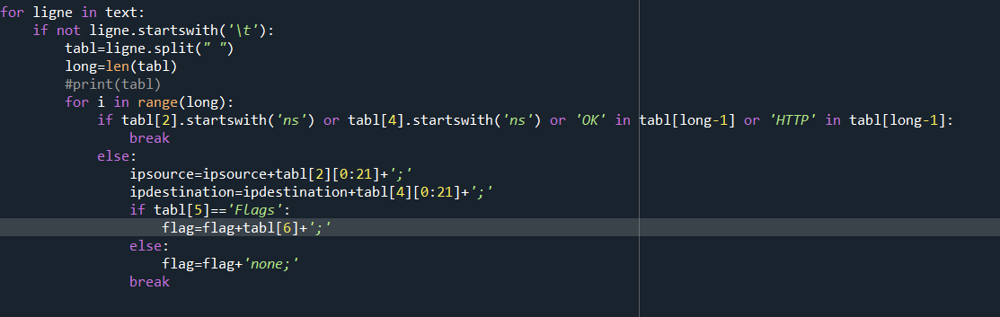 for ligne in text:
    if not ligne.startswith('\t'):
        tabl=ligne.split(" ")
        long=len(tabl)
        #print(tabl)
        for i in range(long):
            if tabl[2].startswith('ns') or tabl[4].startswith('ns') or 'OK' in tabl[long-1] or 'HTTP' in tabl[long-1]:
                break
            else:
                ipsource=ipsource+tabl[2][0:21]+';'
                ipdestination=ipdestination+tabl[4][0:21]+';'
                if tabl[5]=='Flags':
                    flag=flag+tabl[6]+';'
                else:
                    flag=flag+'none;'
                break